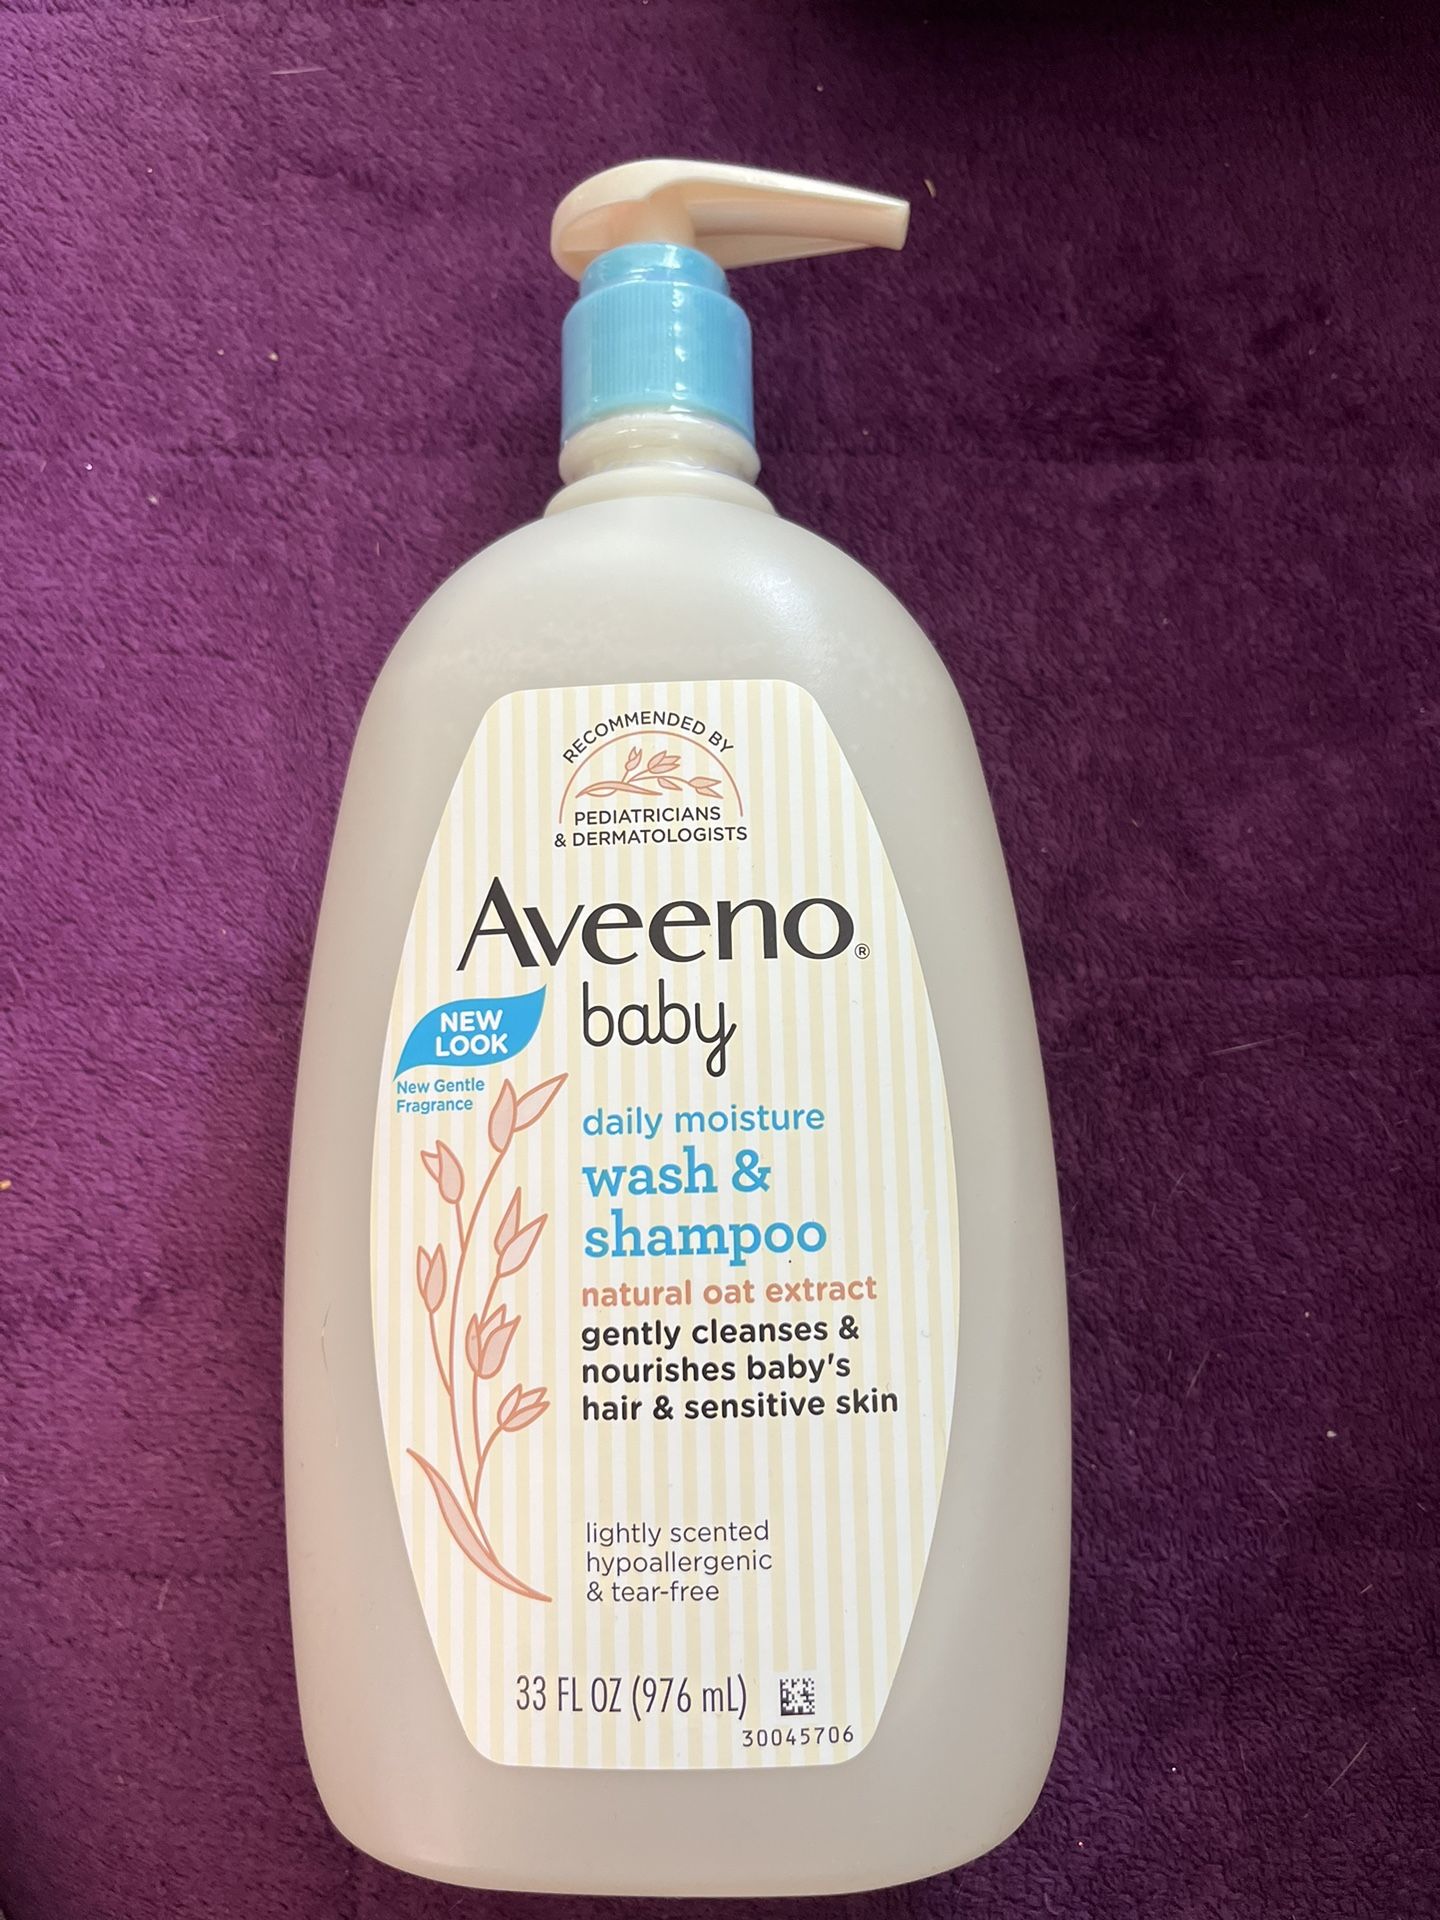 RECOMMENDED BY
PEDIATRICIANS
& DERMATOLOGISTS
Aveeno®
baby
NEW
LOOK
New Gentle
Fragrance
daily moisture
wash &
shampoo
natural oat extract
gently cleanses &
nourishes baby's
hair & sensitive skin
lightly scented
hypoallergenic
& tear-free
33 FL OZ (976 mL)
30045706